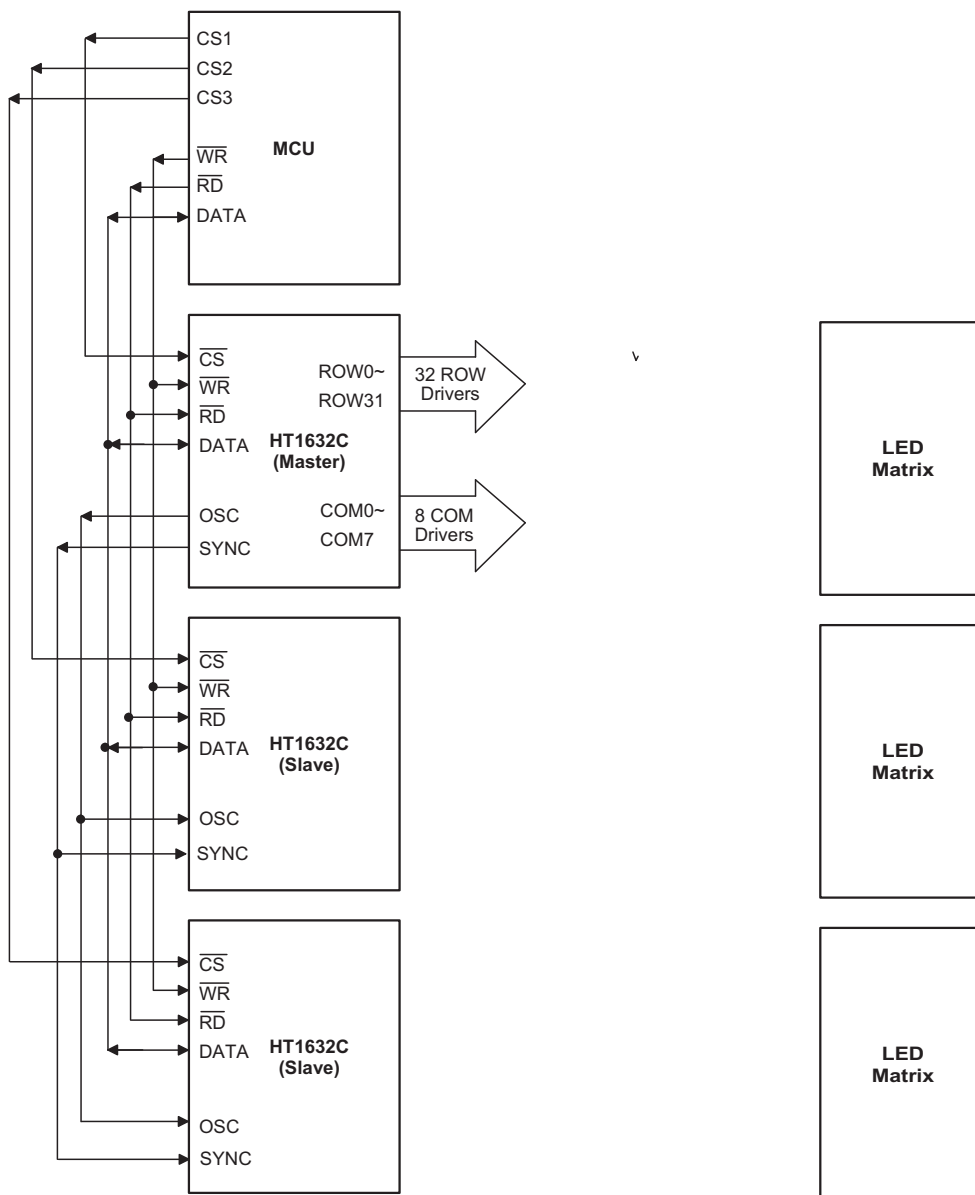 CS1
CS2
CS3
MCU
WR
RD
DATA
CS
WR
RD
DATA
HT1632C
(Master)
ROW0~
ROW31
32 ROW
Drivers
OSC
SYNC
COM0~
COM7
8 COM
Drivers
LED
Matrix
CS
WR
RD
DATA
HT1632C
(Slave)
OSC
SYNC
LED
Matrix
CS
WR
RD
DATA
HT1632C
(Slave)
OSC
SYNC
LED
Matrix